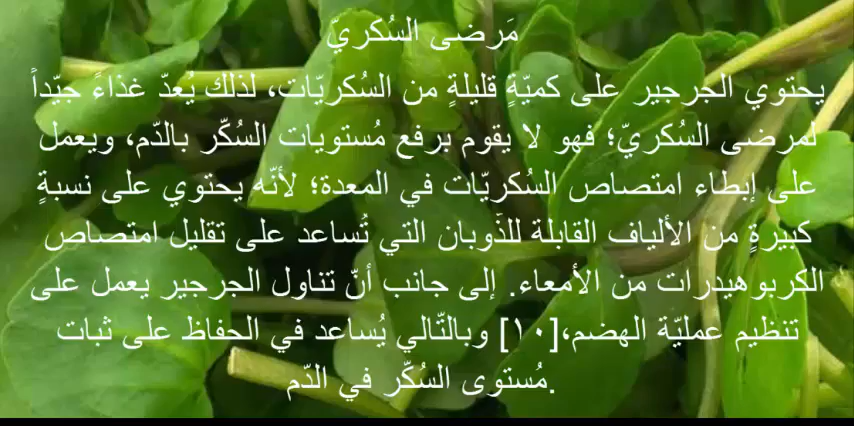 مَرضى السُكريّ
يحتوي الجرجير على كميّةٍ قليلةٍ من السُكريّات، لذلك يُعدّ غذاءً جيّداً
لمرضى السُكريّ؛ فهو لا يقوم برفع مُستويات السُكّر بالدّم، ويعمل
على إبطاء امتصاص السُكريّات في المعدة؛ لأنّه يحتوي على نسبةٍ
كبيرةٍ من الألياف القابلة للذّوبان التي تُساعد على تقليل امتصاص
الكربوهيدرات من الأمعاء. إلى جانب أنّ تناول الجرجير يعمل على
تنظيم عمليّة الهضم،[١٠] وبالتّالي يُساعد في الحفاظ على ثبات
مُستوى السُكّر في الدّم.